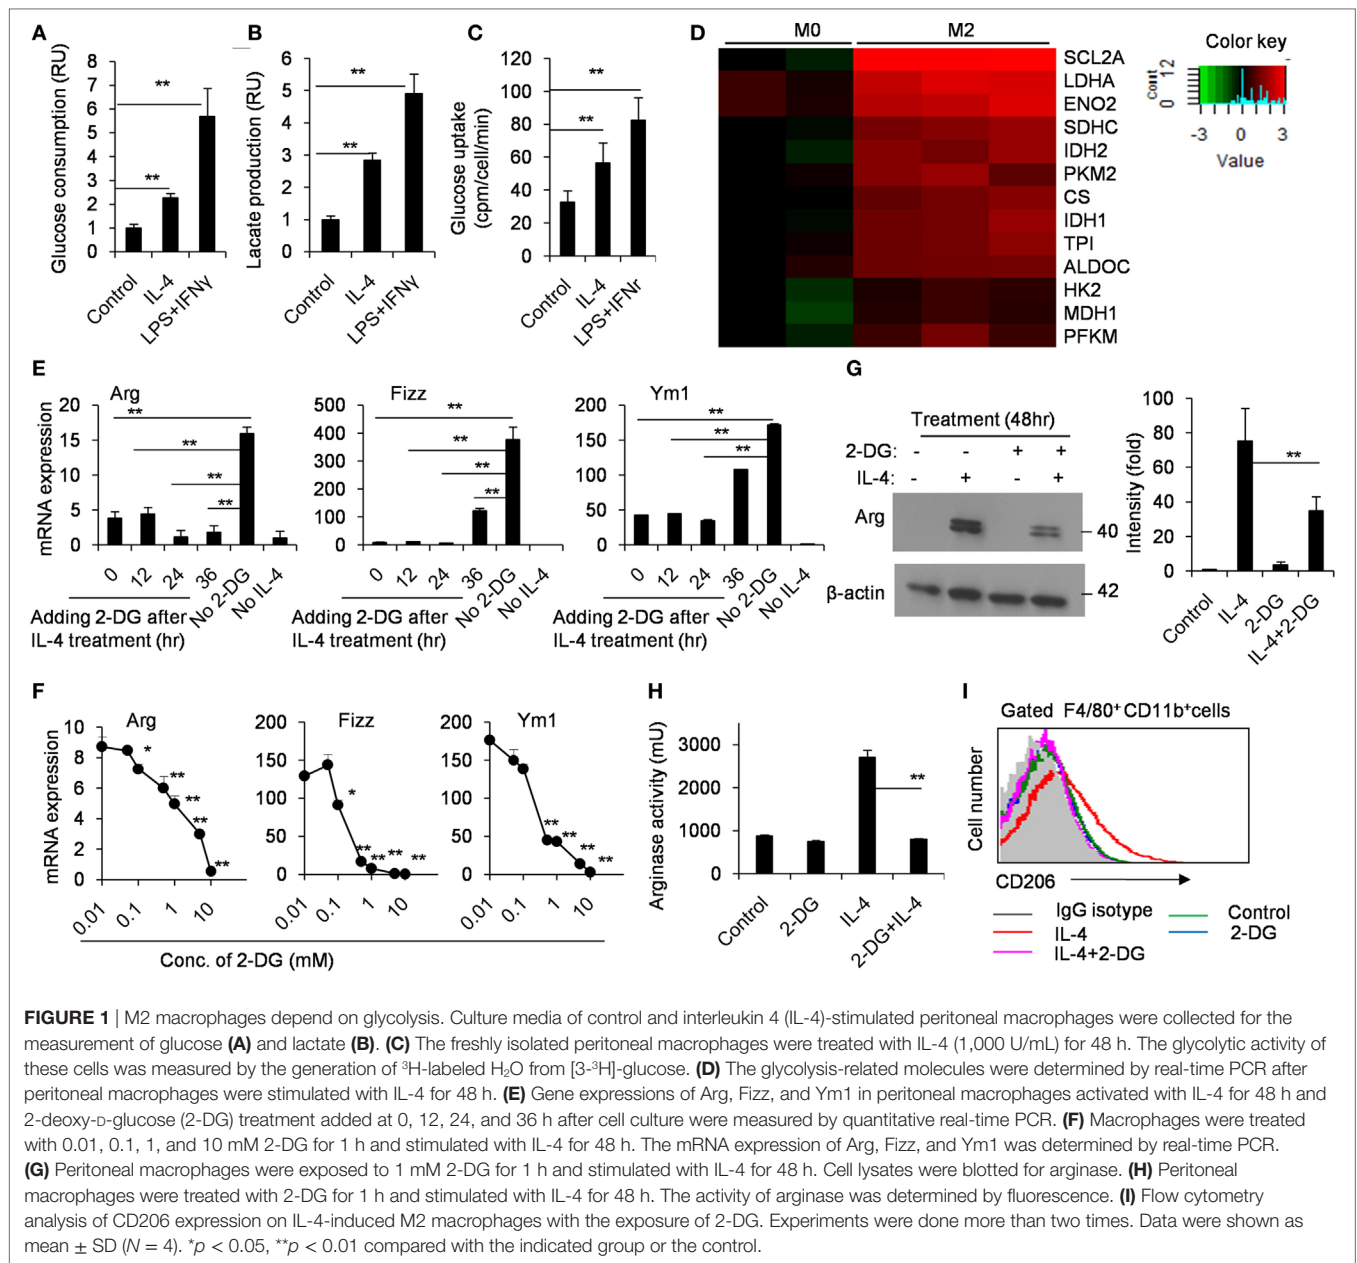 A
Glucose consumption (RU)
8
7
6
5
4
3
2
1
0
**
**
Control
IL-4
LPS+IFNγ
B
Lacate production (RU)
6
5
4
3
2
1
0
**
**
Control
IL-4
LPS+IFNγ
C
Glucose uptake
(cpm/cell/min)
120
100
80
60
40
20
0
**
**
Control
IL-4
LPS+IFNr
D
M0 M2
SCL2A
LDHA
ENO2
SDHC
IDH2
PKM2
CS
IDH1
TPI
ALDOC
HK2
MDH1
PFKM
Color key
Count
0 12
-3 0 3
Value
E
mRNA expression
Arg
20
15
10
5
0
**
**
**
**
0 12 24 36 No 2-DG No IL-4
Adding 2-DG after
IL-4 treatment (hr)
Fizz
500
400
300
200
100
0
**
**
**
**
0 12 24 36 No 2-DG No IL-4
Adding 2-DG after
IL-4 treatment (hr)
Ym1
200
150
100
50
0
**
**
**
0 12 24 36 No 2-DG No IL-4
Adding 2-DG after
IL-4 treatment (hr)
G
Treatment (48hr)
2-DG: - - + +
IL-4: - + - +
Arg
40
β-actin
42
Intensity (fold)
100
80
60
40
20
0
**
Control
IL-4
2-DG
IL-4+2-DG
F
mRNA expression
Arg
10
8
6
4
2
0
* ** ** ** **
0.01 0.1 1 10
Fizz
200
150
100
50
0
* ** ** ** **
0.01 0.1 1 10
Ym1
200
150
100
50
0
** ** ** **
0.01 0.1 1 10
Conc. of 2-DG (mM)
H
Arginase activity (mU)
3000
2000
1000
0
**
Control
2-DG
IL-4
2-DG+IL-4
I
Gated F4/80+ CD11b+cells
Cell number
CD206
IgG isotype
Control
IL-4
2-DG
IL-4+2-DG
FIGURE 1 | M2 macrophages depend on glycolysis. Culture media of control and interleukin 4 (IL-4)-stimulated peritoneal macrophages were collected for the
measurement of glucose (A) and lactate (B). (C) The freshly isolated peritoneal macrophages were treated with IL-4 (1,000 U/mL) for 48 h. The glycolytic activity of
these cells was measured by the generation of ³H-labeled H₂O from [3-³H]-glucose. (D) The glycolysis-related molecules were determined by real-time PCR after
peritoneal macrophages were stimulated with IL-4 for 48 h. (E) Gene expressions of Arg, Fizz, and Ym1 in peritoneal macrophages activated with IL-4 for 48 h and
2-deoxy-D-glucose (2-DG) treatment added at 0, 12, 24, and 36 h after cell culture were measured by quantitative real-time PCR. (F) Macrophages were treated
with 0.01, 0.1, 1, and 10 mM 2-DG for 1 h and stimulated with IL-4 for 48 h. The mRNA expression of Arg, Fizz, and Ym1 was determined by real-time PCR.
(G) Peritoneal macrophages were exposed to 1 mM 2-DG for 1 h and stimulated with IL-4 for 48 h. Cell lysates were blotted for arginase. (H) Peritoneal
macrophages were treated with 2-DG for 1 h and stimulated with IL-4 for 48 h. The activity of arginase was determined by fluorescence. (I) Flow cytometry
analysis of CD206 expression on IL-4-induced M2 macrophages with the exposure of 2-DG. Experiments were done more than two times. Data were shown as
mean ± SD (N = 4). *p < 0.05, **p < 0.01 compared with the indicated group or the control.